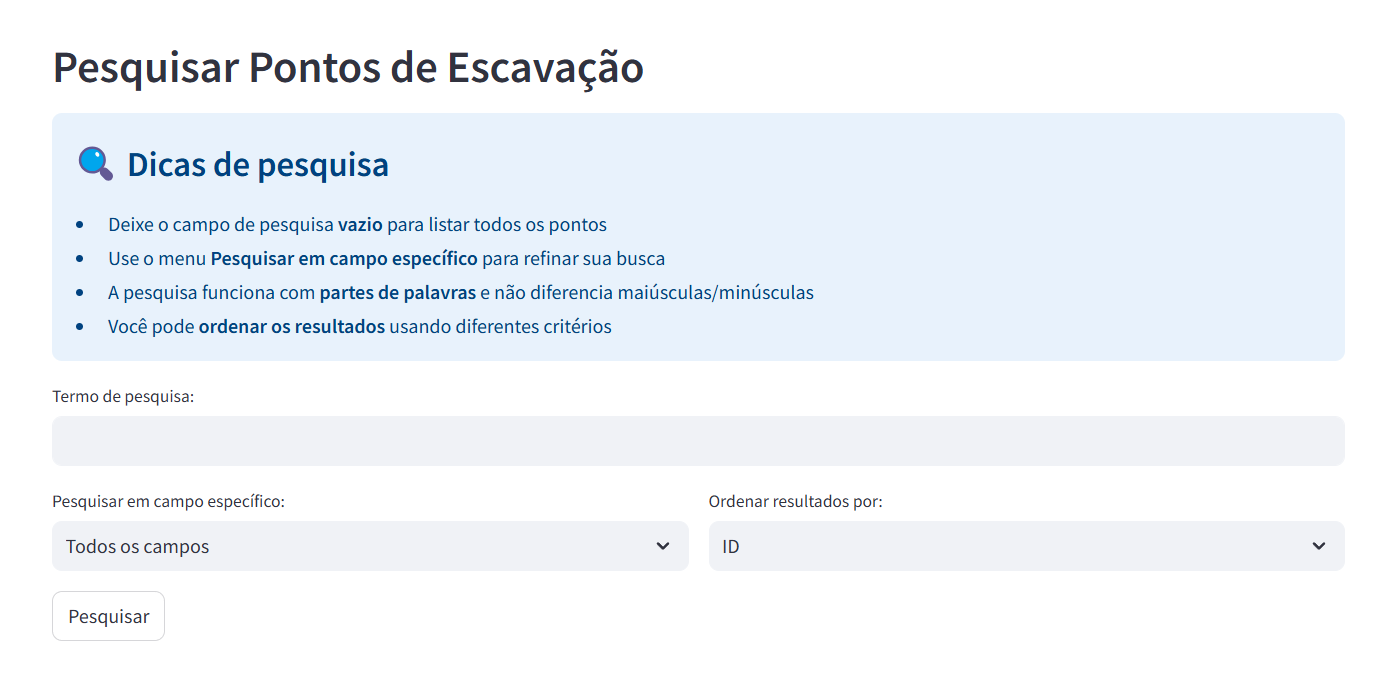 Pesquisar Pontos de Escavação
Dicas de pesquisa
Deixe o campo de pesquisa vazio para listar todos os pontos
Use o menu Pesquisar em campo específico para refinar sua busca
A pesquisa funciona com partes de palavras e não diferencia maiúsculas/minúsculas
Você pode ordenar os resultados usando diferentes critérios
Termo de pesquisa:
Pesquisar em campo específico:
Ordenar resultados por:
Todos os campos
ID
Pesquisar